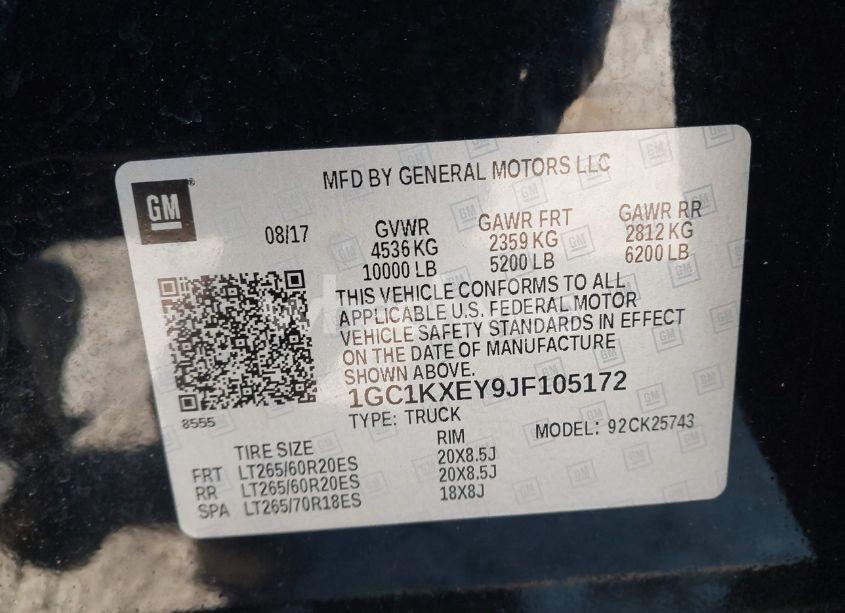 GM
MFD BY GENERAL MOTORS LLC
08/17
GVWR GAWR FRT GAWR RR
4536 KG 2359 KG 2812 KG
10000 LB 5200 LB 6200 LB
THIS VEHICLE CONFORMS TO ALL
APPLICABLE U.S. FEDERAL MOTOR
VEHICLE SAFETY STANDARDS IN EFFECT
ON THE DATE OF MANUFACTURE
SHOWN ABOVE.
1GC1KXEY9JF105172
8555
TYPE: TRUCK MODEL: 92CK25743
TIRE SIZE RIM
FRT LT265/60R20ES 20X8.5J
RR LT265/60R20ES 20X8.5J
SPA LT265/70R18ES 18X8J